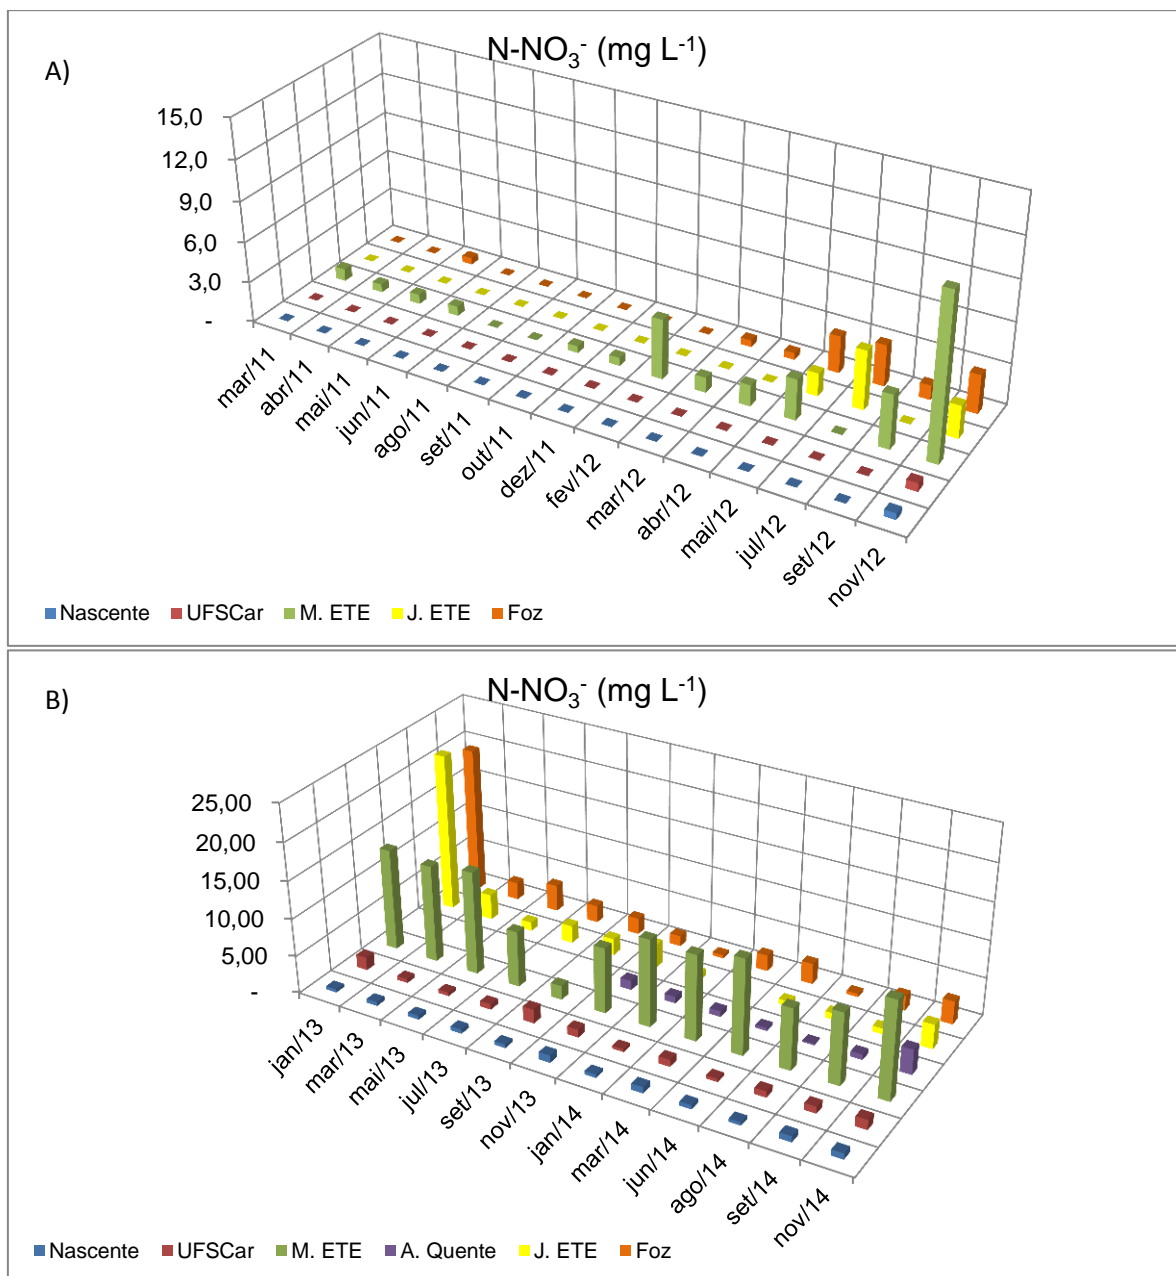 A)
N-NO₃⁻ (mg L⁻¹)
15,0
12,0
9,0
6,0
3,0
-
mar/11
abr/11
mai/11
jun/11
ago/11
set/11
out/11
dez/11
fev/12
mar/12
abr/12
mai/12
jul/12
set/12
nov/12
Nascente UFSCar M. ETE J. ETE Foz
B)
N-NO₃⁻ (mg L⁻¹)
25,00
20,00
15,00
10,00
5,00
-
jan/13
mar/13
mai/13
jul/13
set/13
nov/13
jan/14
mar/14
jun/14
ago/14
set/14
nov/14
Nascente UFSCar M. ETE A. Quente J. ETE Foz